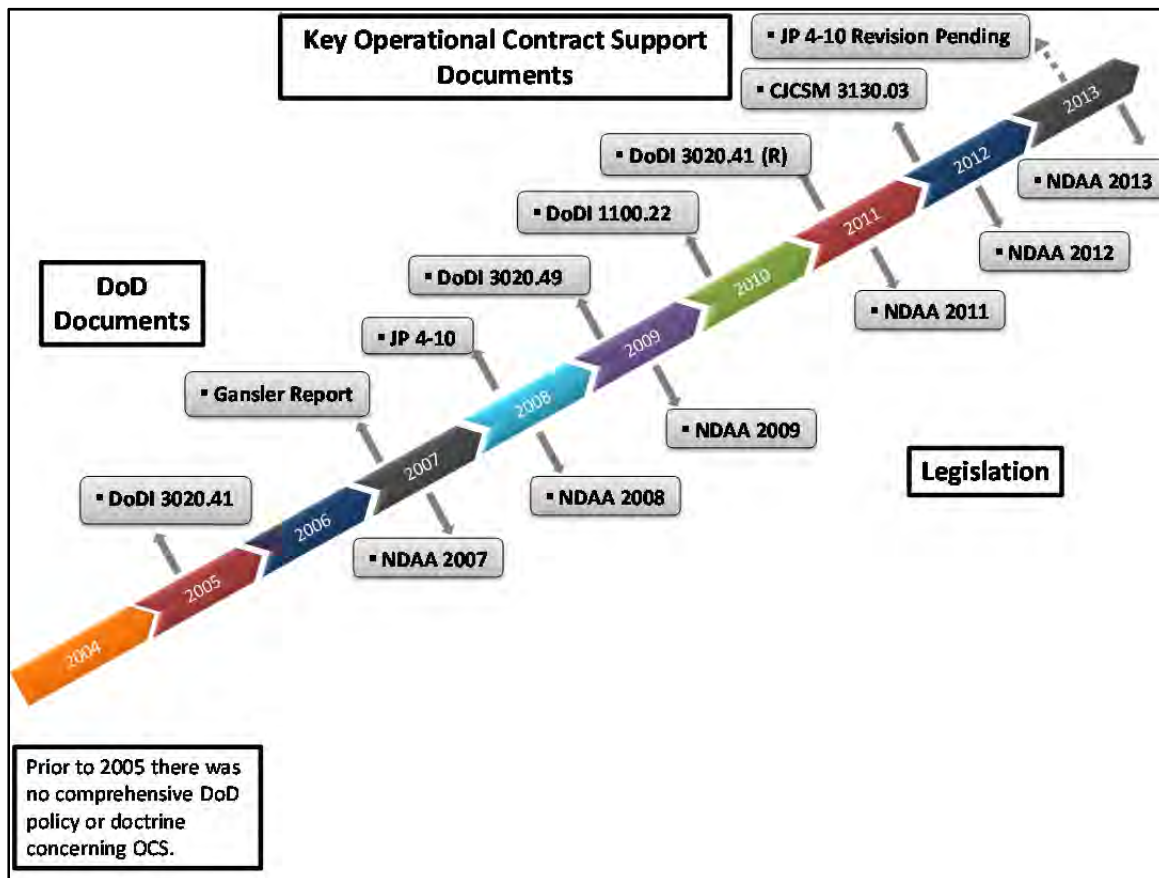 Key Operational Contract Support
Documents
▪ JP 4-10 Revision Pending
▪ CJCSM 3130.03
2013
▪ DoDI 3020.41 (R)
2012
▪ NDAA 2013
▪ DoDI 1100.22
2011
▪ NDAA 2012
DoD
Documents
▪ DoDI 3020.49
2010
▪ NDAA 2011
▪ JP 4-10
2009
▪ Gansler Report
2008
▪ NDAA 2009
2007
Legislation
▪ DoDI 3020.41
2006
▪ NDAA 2008
▪ NDAA 2007
2005
2004
Prior to 2005 there was
no comprehensive DoD
policy or doctrine
concerning OCS.